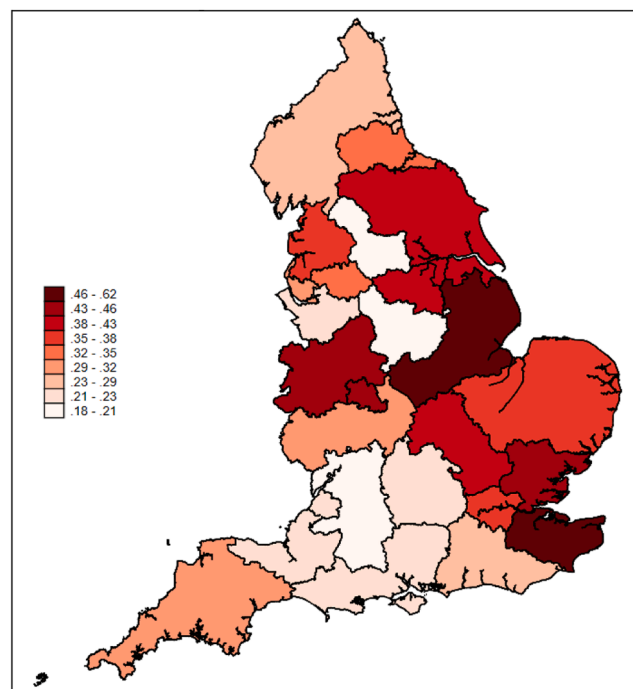 .46 - .62
.43 - .46
.38 - .43
.35 - .38
.32 - .35
.29 - .32
.23 - .29
.21 - .23
.18 - .21